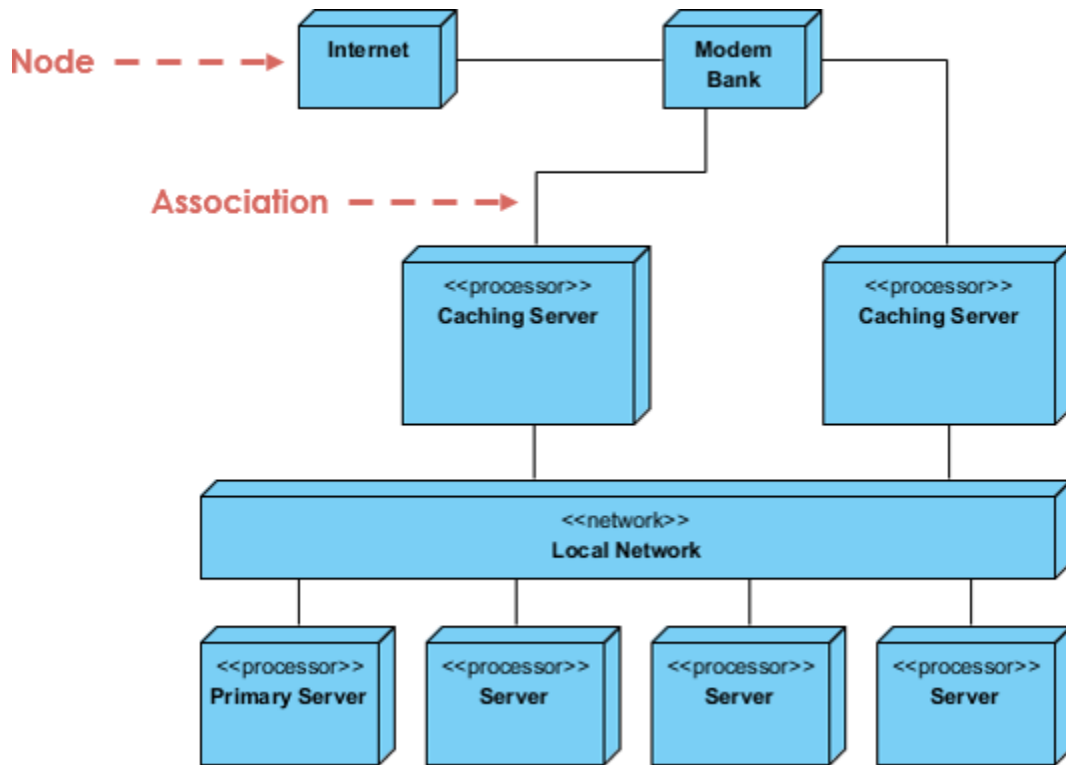 Node
Internet
Modem
Bank
Association
<<processor>>
Caching Server
<<processor>>
Caching Server
<<network>>
Local Network
<<processor>>
Primary Server
<<processor>>
Server
<<processor>>
Server
<<processor>>
Server